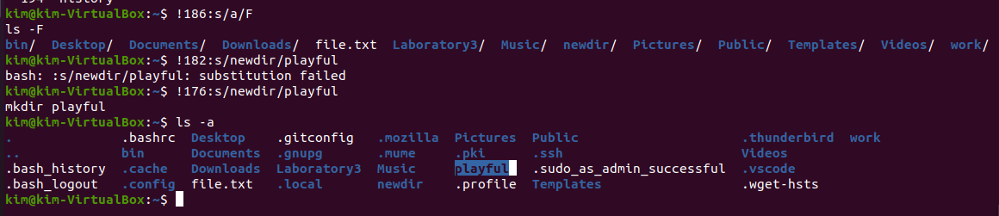 194 history
kim@kim-VirtualBox:~$ !186:s/a/F
ls -F
bin/ Desktop/ Documents/ Downloads/ file.txt Laboratory3/ Music/ newdir/ Pictures/ Public/ Templates/ Videos/ work/
kim@kim-VirtualBox:~$ !182:s/newdir/playful
bash: :s/newdir/playful: substitution failed
kim@kim-VirtualBox:~$ !176:s/newdir/playful
mkdir playful
kim@kim-VirtualBox:~$ ls -a
. .bashrc Desktop .gitconfig .mozilla Pictures Public .thunderbird work
.. bin Documents .gnupg .mume .pki .ssh Videos
.bash_history .cache Downloads Laboratory3 Music playful .sudo_as_admin_successful .vscode
.bash_logout .config file.txt .local newdir .profile Templates .wget-hsts
kim@kim-VirtualBox:~$